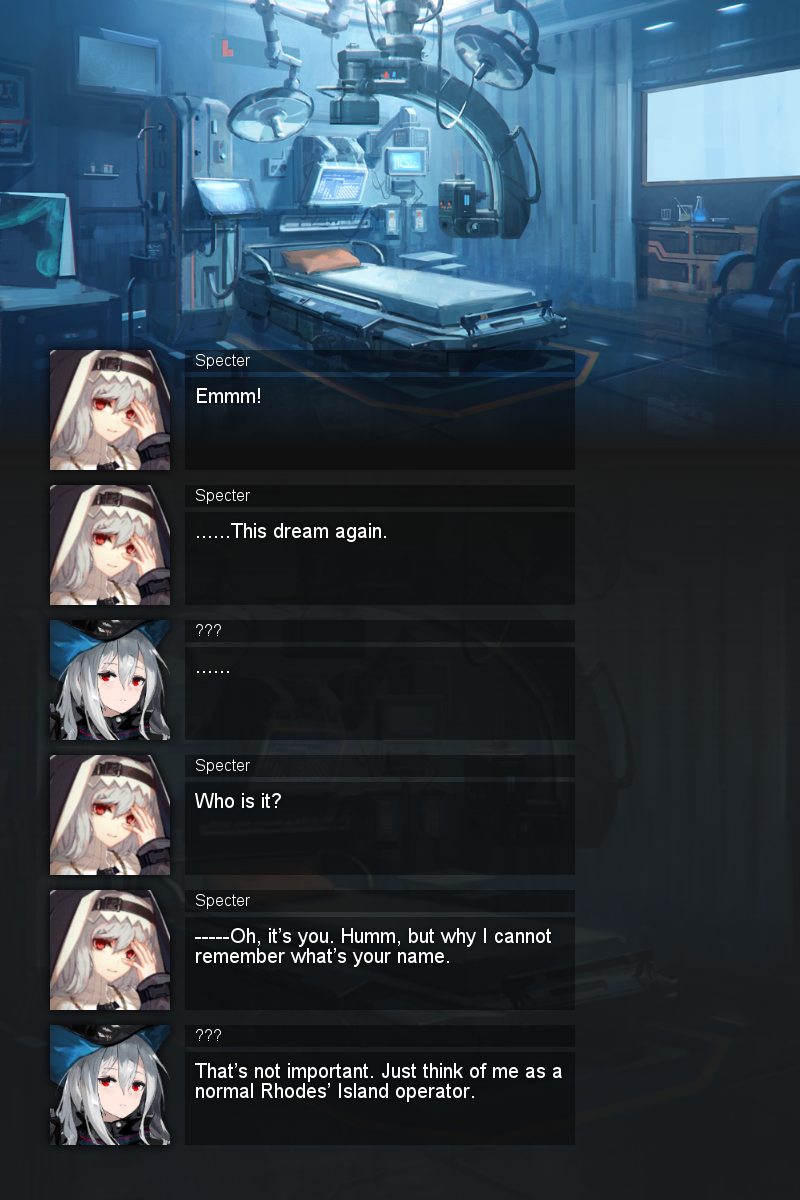 Specter
Emmm!
Specter
......This dream again.
???
......
Specter
Who is it?
Specter
-----Oh, it's you. Humm, but why I cannot
remember what's your name.
???
That's not important. Just think of me as a
normal Rhodes' Island operator.